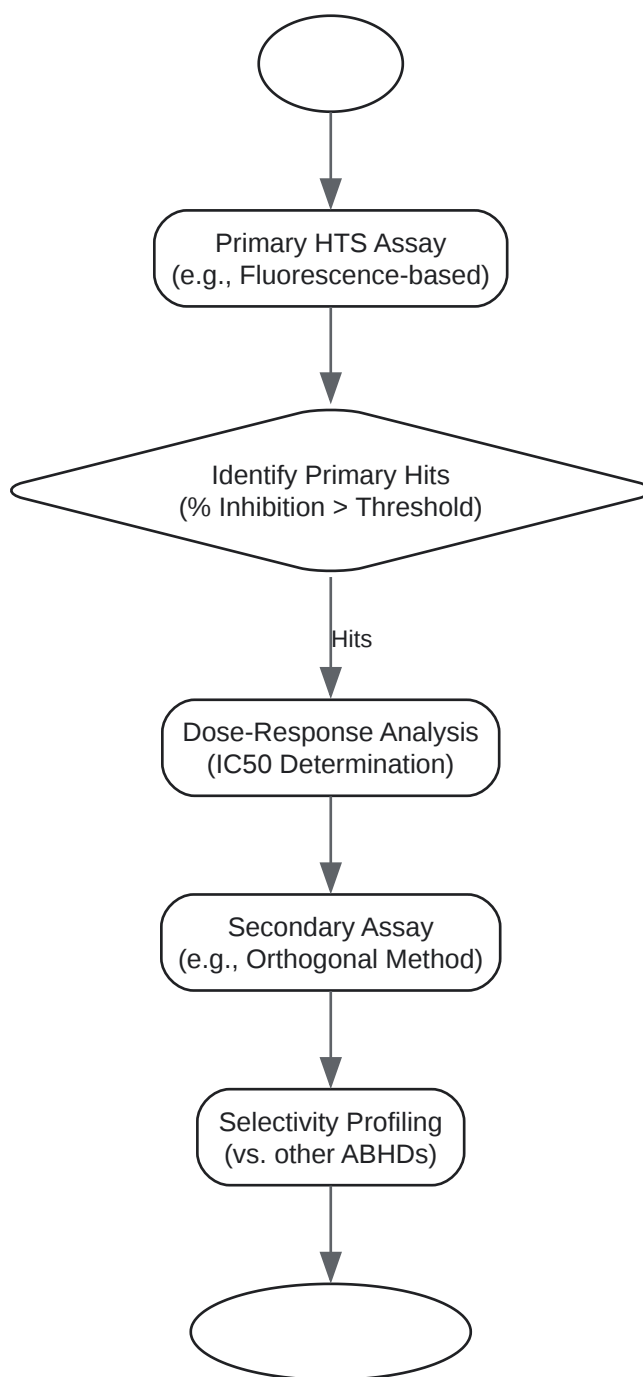 Primary HTS Assay
(e.g., Fluorescence-based)
Identify Primary Hits
(% Inhibition > Threshold)
Hits
Dose-Response Analysis
(IC50 Determination)
Secondary Assay
(e.g., Orthogonal Method)
Selectivity Profiling
(vs. other ABHDs)